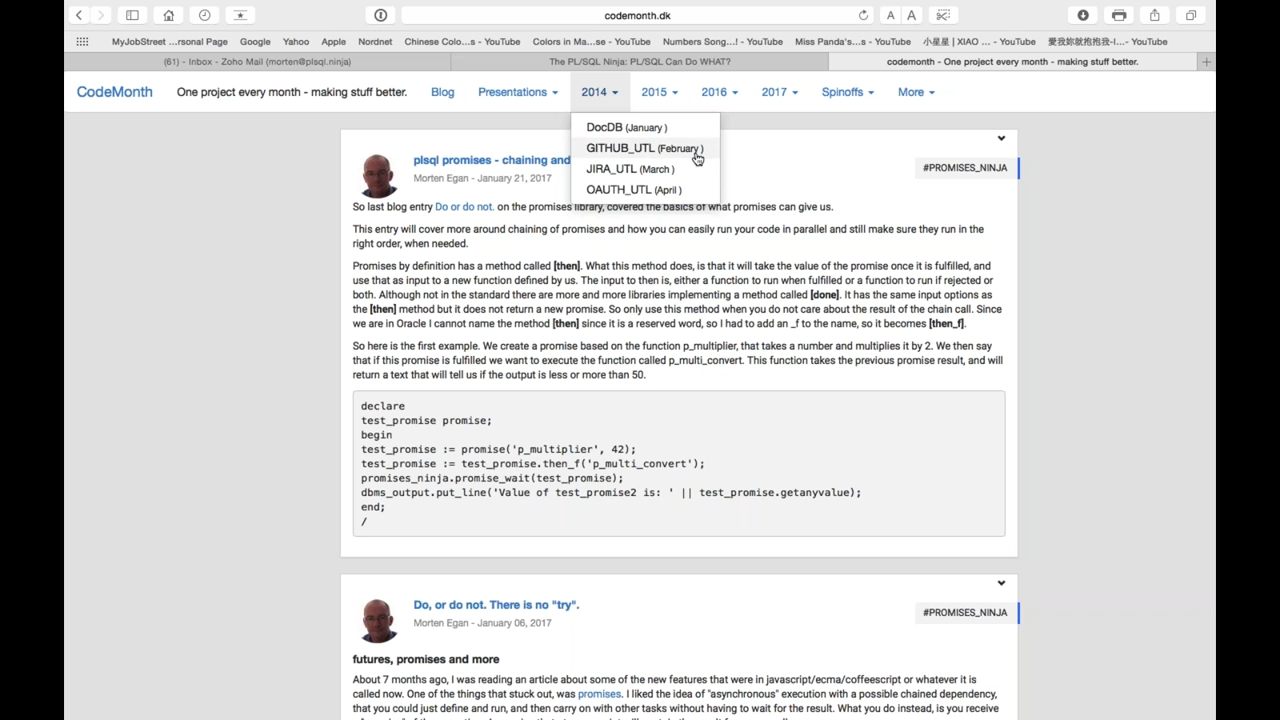 codemonth.dk
A A
MyJobStreet ...rsonal Page Google Yahoo Apple Nordnet Chinese Colo...s - YouTube Colors in Ma...se - YouTube Numbers Song...! - YouTube Miss Panda's...s - YouTube 小星星 | XIAO ... - YouTube 愛我妳就抱抱我-I...- YouTube
(61) - Inbox - Zoho Mail (morten@plsql.ninja) The PL/SQL Ninja: PL/SQL Can Do WHAT? codemonth - One project every month - making stuff better.
CodeMonth One project every month - making stuff better. Blog Presentations 2014 2015 2016 2017 Spinoffs More
DocDB (January )
GITHUB_UTL (February )
JIRA_UTL (March )
OAUTH_UTL (April )
plsql promises - chaining and
#PROMISES_NINJA
Morten Egan - January 21, 2017
So last blog entry Do or do not. on the promises library, covered the basics of what promises can give us.
This entry will cover more around chaining of promises and how you can easily run your code in parallel and still make sure they run in the
right order, when needed.
Promises by definition has a method called [then]. What this method does, is that it will take the value of the promise once it is fulfilled, and
use that as input to a new function defined by us. The input to then is, either a function to run when fulfilled or a function to run if rejected or
both. Although not in the standard there are more and more libraries implementing a method called [done]. It has the same input options as
the [then] method but it does not return a new promise. So only use this method when you do not care about the result of the chain call. Since
we are in Oracle I cannot name the method [then] since it is a reserved word, so I had to add an _f to the name, so it becomes [then_f].
So here is the first example. We create a promise based on the function p_multiplier, that takes a number and multiplies it by 2. We then say
that if this promise is fulfilled we want to execute the function called p_multi_convert. This function takes the previous promise result, and will
return a text that will tell us if the output is less or more than 50.
declare
test_promise promise;
begin
test_promise := promise('p_multiplier', 42);
test_promise := test_promise.then_f('p_multi_convert');
promises_ninja.promise_wait(test_promise);
dbms_output.put_line('Value of test_promise2 is: ' || test_promise.getanyvalue);
end;
/
Do, or do not. There is no "try".
#PROMISES_NINJA
Morten Egan - January 06, 2017
futures, promises and more
About 7 months ago, I was reading an article about some of the new features that were in javascript/ecma/coffeescript or whatever it is
called now. One of the things that stuck out, was promises. I liked the idea of "asynchronous" execution with a possible chained dependency,
that you could just define and run, and then carry on with other tasks without having to wait for the result. What you do instead, is you receive